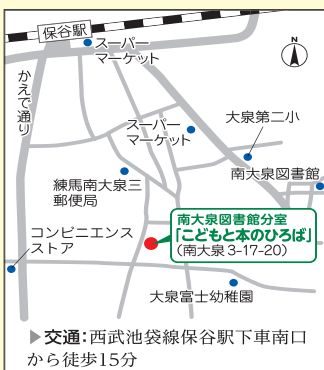 保谷駅
スーパー
マーケット
N
かえで通り
スーパー
マーケット
大泉第二小
南大泉図書館
練馬南大泉三
郵便局
南大泉図書館分室
「こどもと本のひろば」
(南大泉3-17-20)
コンビニエンス
ストア
大泉富士幼稚園
▶交通:西武池袋線保谷駅下車南口
から徒歩15分